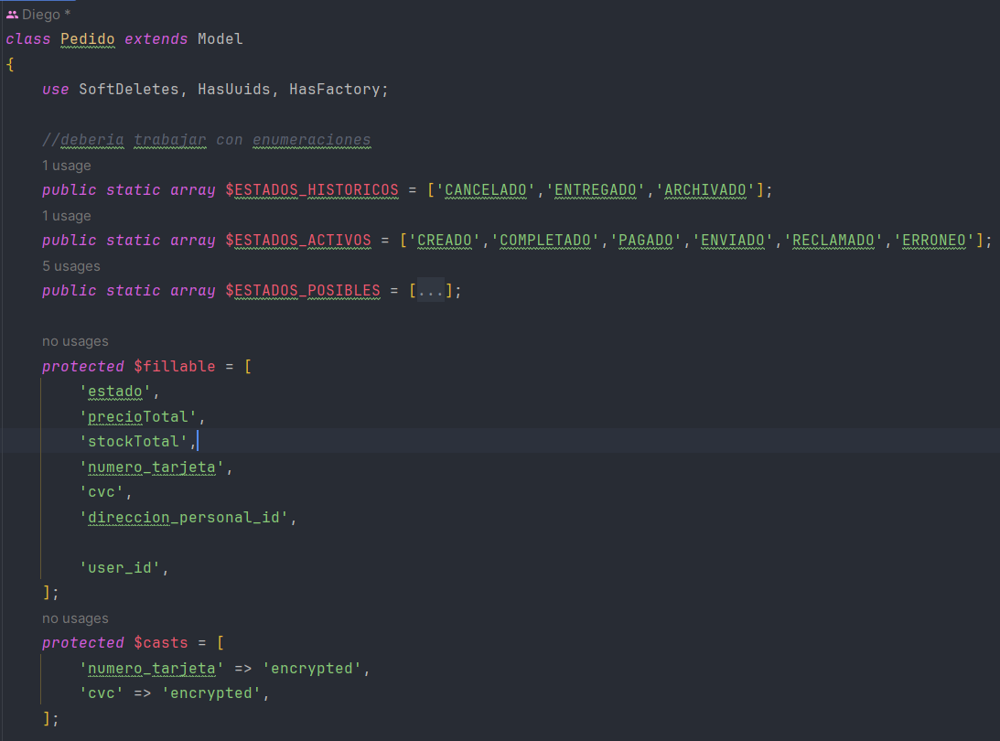 Diego *
class Pedido extends Model
{
    use SoftDeletes, HasUuids, HasFactory;
    //deberia trabajar con enumeraciones
    1 usage
    public static array $ESTADOS_HISTORICOS = ['CANCELADO','ENTREGADO','ARCHIVADO'];
    1 usage
    public static array $ESTADOS_ACTIVOS = ['CREADO','COMPLETADO','PAGADO','ENVIADO','RECLAMADO','ERRONEO'];
    5 usages
    public static array $ESTADOS_POSIBLES = [...];
    no usages
    protected $fillable = [
        'estado',
        'precioTotal',
        'stockTotal',
        'numero_tarjeta',
        'cvc',
        'direccion_personal_id',
        'user_id',
    ];
    no usages
    protected $casts = [
        'numero_tarjeta' => 'encrypted',
        'cvc' => 'encrypted',
    ];